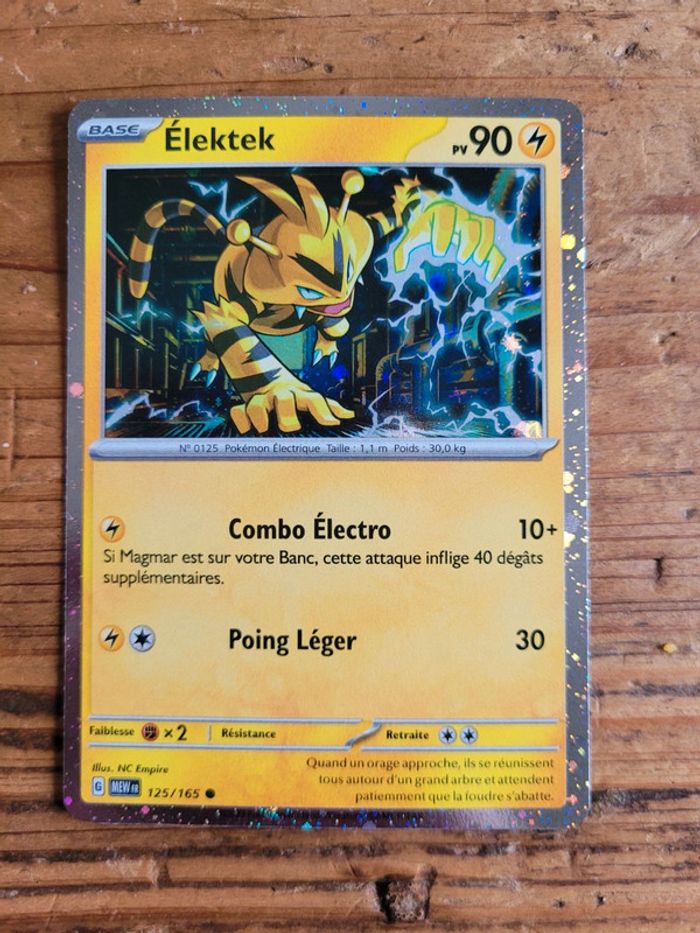 BASE Élektek PV 90
N° 0125 Pokémon Électrique Taille : 1,1 m Poids : 30,0 kg
Combo Électro 10+
Si Magmar est sur votre Banc, cette attaque inflige 40 dégâts
supplémentaires.
Poing Léger 30
Faiblesse ×2 Résistance Retraite
Quand un orage approche, ils se réunissent
tous autour d'un grand arbre et attendent
patiemment que la foudre s'abatte.
Illus. NC Empire
G MEW FR 125/165